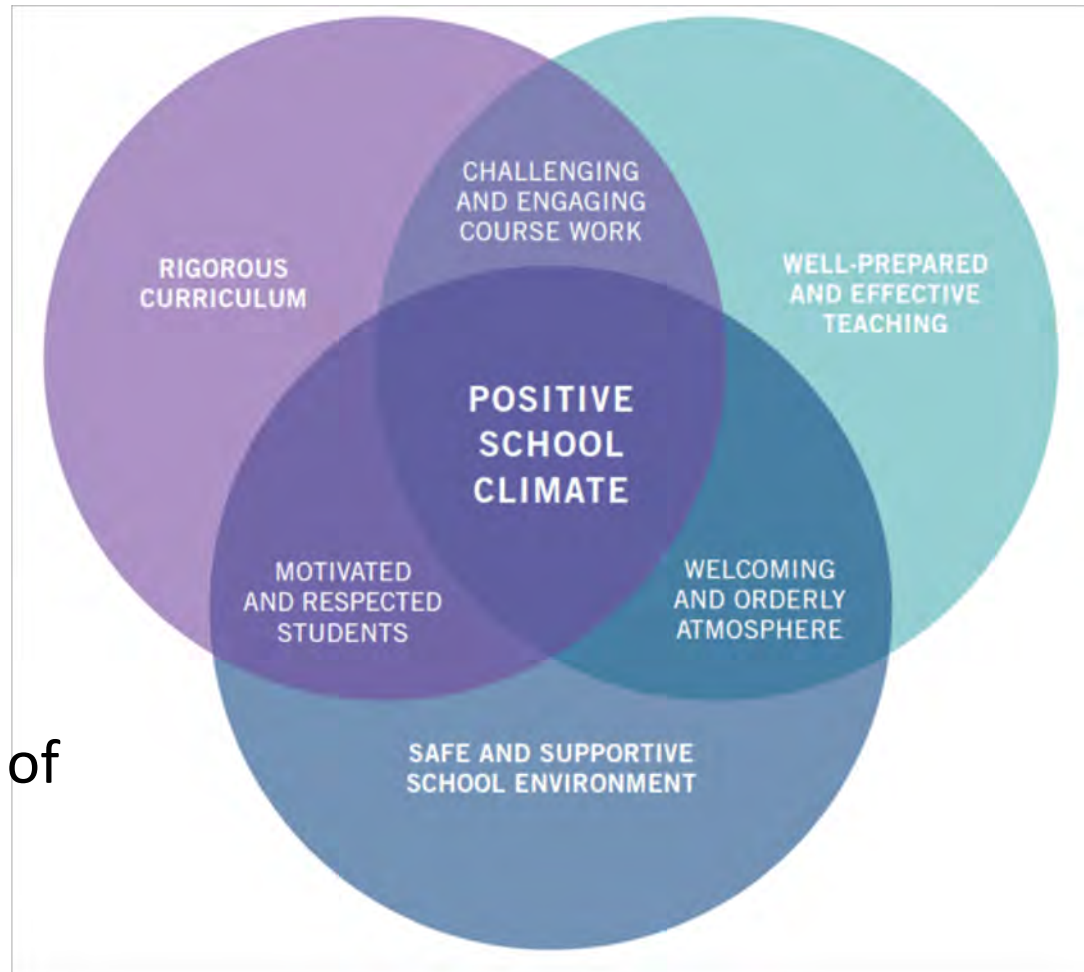 CHALLENGING
AND ENGAGING
COURSE WORK
RIGOROUS
CURRICULUM
WELL-PREPARED
AND EFFECTIVE
TEACHING
POSITIVE
SCHOOL
CLIMATE
MOTIVATED
AND RESPECTED
STUDENTS
WELCOMING
AND ORDERLY
ATMOSPHERE
of
SAFE AND SUPPORTIVE
SCHOOL ENVIRONMENT